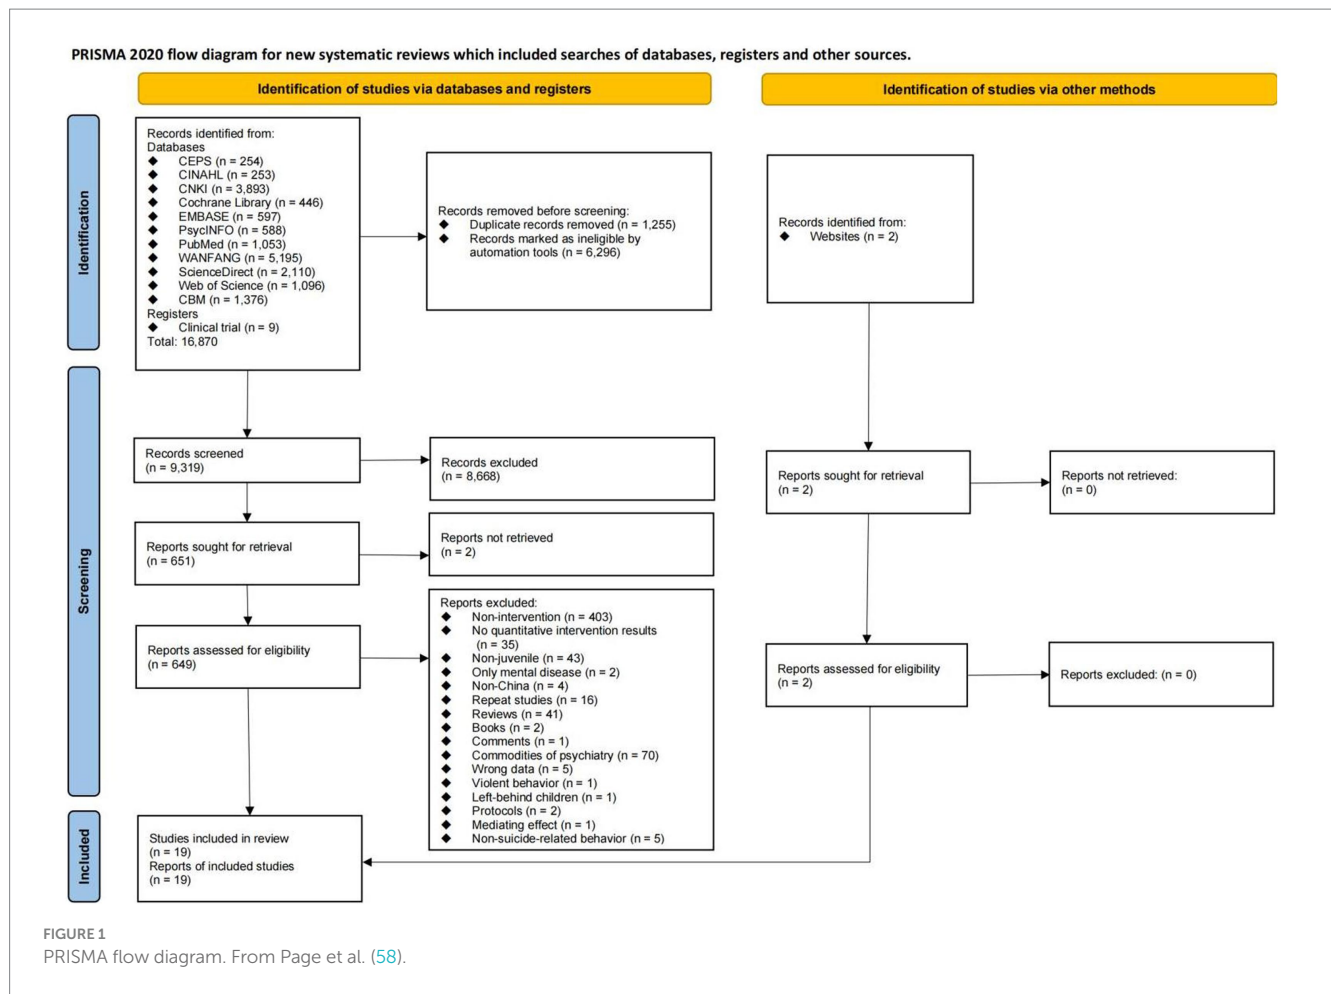 PRISMA 2020 flow diagram for new systematic reviews which included searches of databases, registers and other sources.
Identification of studies via databases and registers
Identification of studies via other methods
Identification
Records identified from:
Databases
◆ CEPS (n = 254)
◆ CINAHL (n = 253)
◆ CNKI (n = 3,893)
◆ Cochrane Library (n = 446)
◆ EMBASE (n = 597)
◆ PsycINFO (n = 588)
◆ PubMed (n = 1,053)
◆ WANFANG (n = 5,195)
◆ ScienceDirect (n = 2,110)
◆ Web of Science (n = 1,096)
◆ CBM (n = 1,376)
Registers
◆ Clinical trial (n = 9)
Total: 16,870
Records removed before screening:
◆ Duplicate records removed (n = 1,255)
◆ Records marked as ineligible by
automation tools (n = 6,296)
Records identified from:
◆ Websites (n = 2)
Screening
Records screened
(n = 9,319)
Records excluded
(n = 8,668)
Reports sought for retrieval
(n = 651)
Reports not retrieved
(n = 2)
Reports sought for retrieval
(n = 2)
Reports not retrieved:
(n = 0)
Reports assessed for eligibility
(n = 649)
Reports excluded:
◆ Non-intervention (n = 403)
◆ No quantitative intervention results
(n = 35)
◆ Non-juvenile (n = 43)
◆ Only mental disease (n = 2)
◆ Non-China (n = 4)
◆ Repeat studies (n = 16)
◆ Reviews (n = 41)
◆ Books (n = 2)
◆ Comments (n = 1)
◆ Commodities of psychiatry (n = 70)
◆ Wrong data (n = 5)
◆ Violent behavior (n = 1)
◆ Left-behind children (n = 1)
◆ Protocols (n = 2)
◆ Mediating effect (n = 1)
◆ Non-suicide-related behavior (n = 5)
Reports assessed for eligibility
(n = 2)
Reports excluded: (n = 0)
Included
Studies included in review
(n = 19)
Reports of included studies
(n = 19)
FIGURE 1
PRISMA flow diagram. From Page et al. (58).